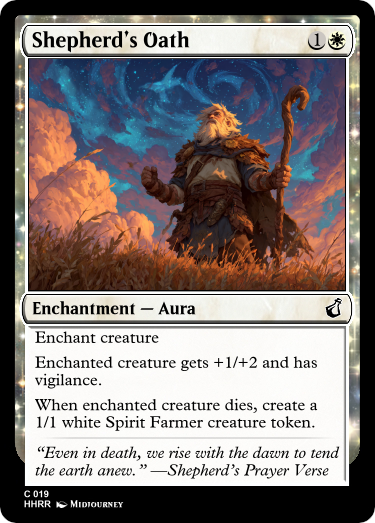 Shepherd's Oath 1
Enchantment — Aura
Enchant creature
Enchanted creature gets +1/+2 and has
vigilance.
When enchanted creature dies, create a
1/1 white Spirit Farmer creature token.
“Even in death, we rise with the dawn to tend
the earth anew.” —Shepherd's Prayer Verse
C 019
HHRR Midjourney